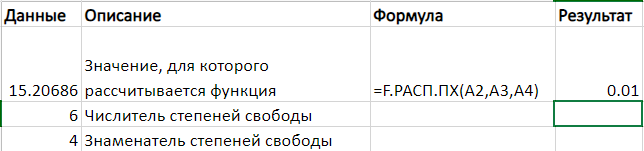 Данные Описание Формула Результат
Значение, для которого
15.20686 рассчитывается функция =F.РАСП.ПХ(A2,A3,A4) 0.01
6 Числитель степеней свободы
4 Знаменатель степеней свободы